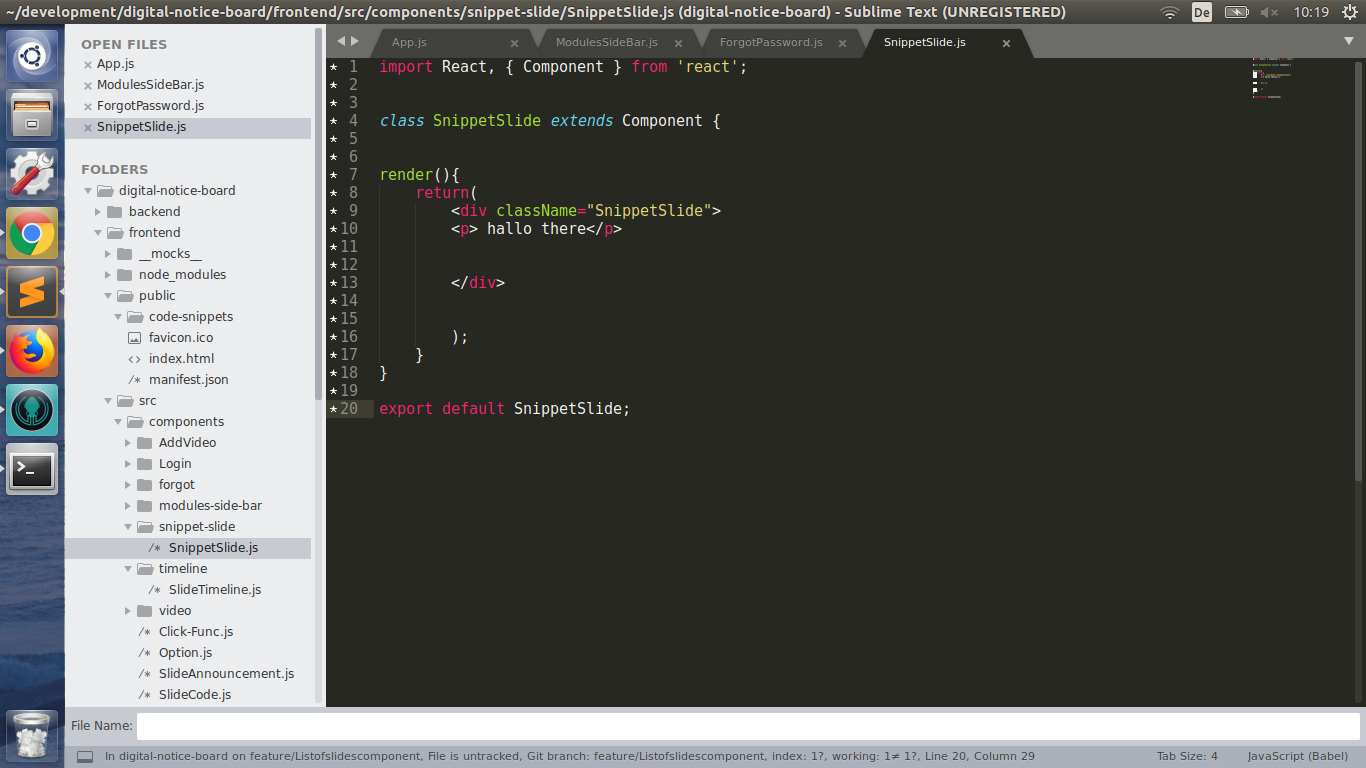 ~/development/digital-notice-board/frontend/src/components/snippet-slide/SnippetSlide.js (digital-notice-board) - Sublime Text (UNREGISTERED)
De
10:19
OPEN FILES
App.js
ModulesSideBar.js
ForgotPassword.js
SnippetSlide.js
FOLDERS
digital-notice-board
backend
frontend
__mocks__
node_modules
public
code-snippets
favicon.ico
<> index.html
/* manifest.json
src
components
AddVideo
Login
forgot
modules-side-bar
snippet-slide
/* SnippetSlide.js
timeline
/* SlideTimeline.js
video
/* Click-Func.js
/* Option.js
/* SlideAnnouncement.js
/* SlideCode.js
App.js × ModulesSideBar.js × ForgotPassword.js × SnippetSlide.js ×
* 1 import React, { Component } from 'react';
* 2
* 3
* 4 class SnippetSlide extends Component {
* 5
* 6
* 7 render(){
* 8     return(
* 9         <div className="SnippetSlide">
* 10         <p> hallo there</p>
* 11
* 12
* 13         </div>
* 14
* 15
* 16         );
* 17     }
* 18 }
* 19
* 20 export default SnippetSlide;
File Name:
In digital-notice-board on feature/Listofslidescomponent, File is untracked, Git branch: feature/Listofslidescomponent, index: 1?, working: 1≠ 1?, Line 20, Column 29
Tab Size: 4
JavaScript (Babel)